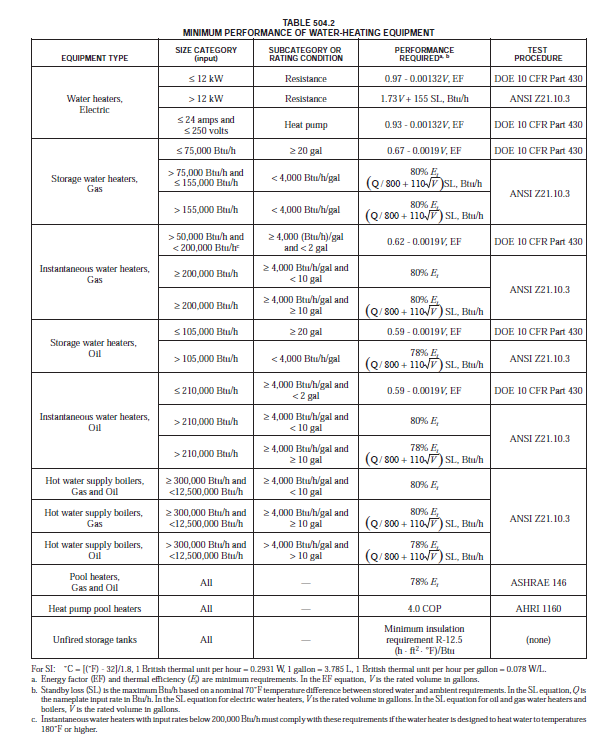 TABLE 504.2
MINIMUM PERFORMANCE OF WATER-HEATING EQUIPMENT
EQUIPMENT TYPE | SIZE CATEGORY (input) | SUBCATEGORY OR RATING CONDITION | PERFORMANCE REQUIRED a, b | TEST PROCEDURE
Water heaters, Electric | ≤ 12 kW | Resistance | 0.97 - 0.00132V, EF | DOE 10 CFR Part 430
> 12 kW | Resistance | 1.73V + 155 SL, Btu/h | ANSI Z21.10.3
≤ 24 amps and ≤ 250 volts | Heat pump | 0.93 - 0.00132V, EF | DOE 10 CFR Part 430
Storage water heaters, Gas | ≤ 75,000 Btu/h | ≥ 20 gal | 0.67 - 0.0019V, EF | DOE 10 CFR Part 430
> 75,000 Btu/h and ≤ 155,000 Btu/h | < 4,000 Btu/h/gal | 80% Et (Q/800 + 110√V)SL, Btu/h | ANSI Z21.10.3
> 155,000 Btu/h | < 4,000 Btu/h/gal | 80% Et (Q/800 + 110√V) SL, Btu/h
Instantaneous water heaters, Gas | > 50,000 Btu/h and < 200,000 Btu/h c | ≥ 4,000 (Btu/h)/gal and < 2 gal | 0.62 - 0.0019V, EF | DOE 10 CFR Part 430
≥ 200,000 Btu/h | ≥ 4,000 Btu/h/gal and < 10 gal | 80% Et | ANSI Z21.10.3
≥ 200,000 Btu/h | ≥ 4,000 Btu/h/gal and ≥ 10 gal | 80% Et (Q/800 + 110√V) SL, Btu/h
Storage water heaters, Oil | ≤ 105,000 Btu/h | ≥ 20 gal | 0.59 - 0.0019V, EF | DOE 10 CFR Part 430
> 105,000 Btu/h | < 4,000 Btu/h/gal | 78% Et (Q/800 + 110√V) SL, Btu/h | ANSI Z21.10.3
Instantaneous water heaters, Oil | ≤ 210,000 Btu/h | ≥ 4,000 Btu/h/gal and < 2 gal | 0.59 - 0.0019V, EF | DOE 10 CFR Part 430
> 210,000 Btu/h | ≥ 4,000 Btu/h/gal and < 10 gal | 80% Et | ANSI Z21.10.3
> 210,000 Btu/h | ≥ 4,000 Btu/h/gal and ≥ 10 gal | 78% Et (Q/800 + 110√V) SL, Btu/h
Hot water supply boilers, Gas and Oil | ≥ 300,000 Btu/h and <12,500,000 Btu/h | ≥ 4,000 Btu/h/gal and < 10 gal | 80% Et | ANSI Z21.10.3
Hot water supply boilers, Gas | ≥ 300,000 Btu/h and <12,500,000 Btu/h | ≥ 4,000 Btu/h/gal and ≥ 10 gal | 80% Et (Q/800 + 110√V) SL, Btu/h
Hot water supply boilers, Oil | > 300,000 Btu/h and <12,500,000 Btu/h | > 4,000 Btu/h/gal and > 10 gal | 78% Et (Q/800 + 110√V) SL, Btu/h
Pool heaters, Gas and Oil | All | — | 78% Et | ASHRAE 146
Heat pump pool heaters | All | — | 4.0 COP | AHRI 1160
Unfired storage tanks | All | — | Minimum insulation requirement R-12.5 (h · ft2 · °F)/Btu | (none)
For SI: °C = [(°F) - 32]/1.8, 1 British thermal unit per hour = 0.2931 W, 1 gallon = 3.785 L, 1 British thermal unit per hour per gallon = 0.078 W/L.
a. Energy factor (EF) and thermal efficiency (Et) are minimum requirements. In the EF equation, V is the rated volume in gallons.
b. Standby loss (SL) is the maximum Btu/h based on a nominal 70°F temperature difference between stored water and ambient requirements. In the SL equation, Q is
the nameplate input rate in Btu/h. In the SL equation for electric water heaters, V is the rated volume in gallons. In the SL equation for oil and gas water heaters and
boilers, V is the rated volume in gallons.
c. Instantaneous water heaters with input rates below 200,000 Btu/h must comply with these requirements if the water heater is designed to heat water to temperatures
180°F or higher.